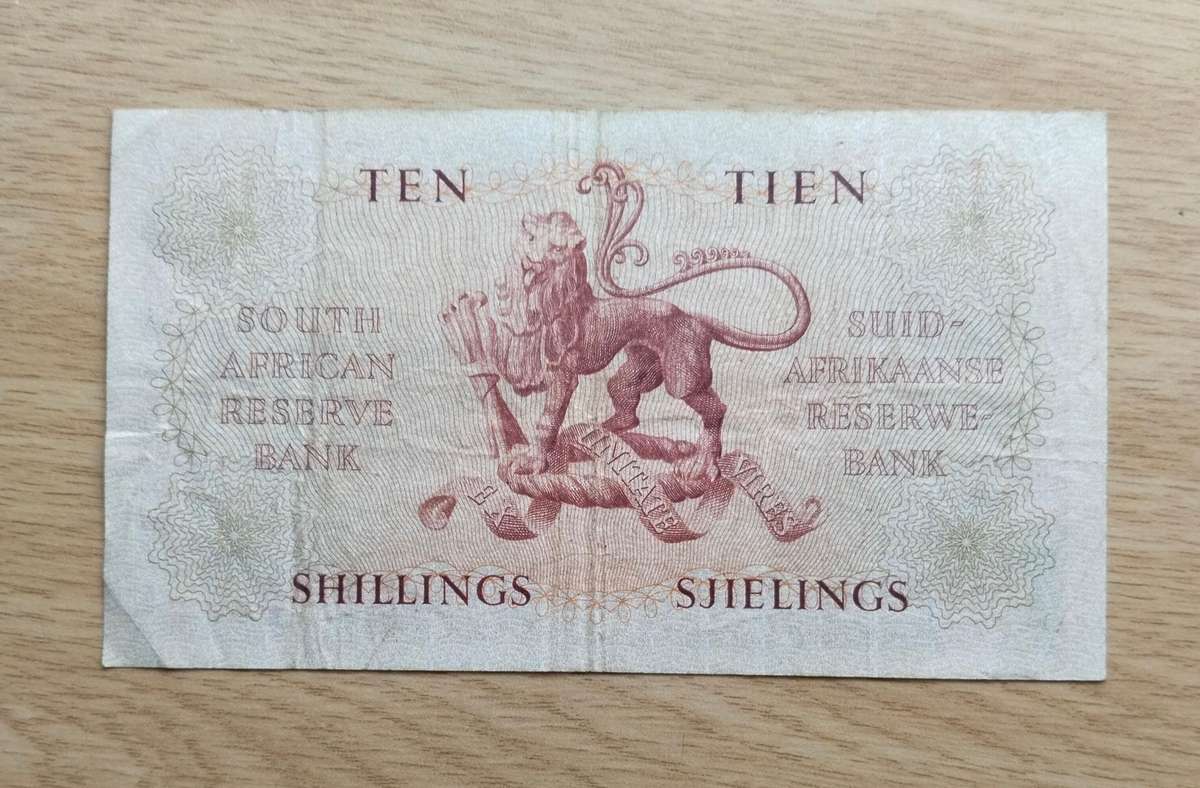 TEN TIEN
SOUTH
AFRICAN
RESERVE
BANK
SUID-
AFRIKAANSE
RESERWE-
BANK
EX UNITATE VIRES
SHILLINGS SJIELINGS